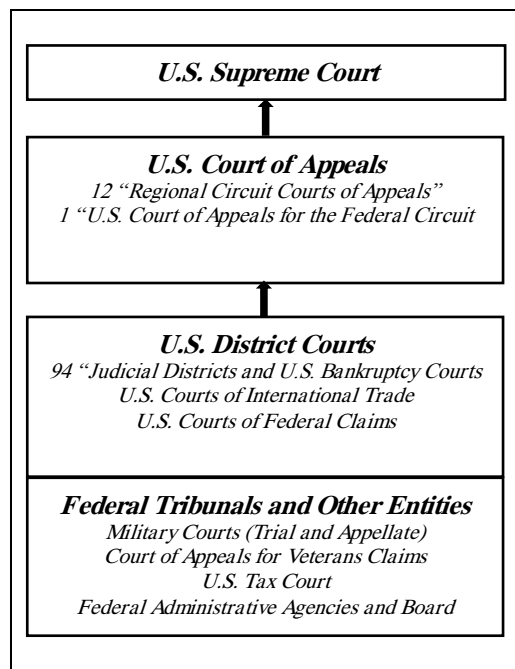 U.S. Supreme Court
U.S. Court of Appeals
12 “Regional Circuit Courts of Appeals”
1 “U.S. Court of Appeals for the Federal Circuit
U.S. District Courts
94 “Judicial Districts and U.S. Bankruptcy Courts
U.S. Courts of International Trade
U.S. Courts of Federal Claims
Federal Tribunals and Other Entities
Military Courts (Trial and Appellate)
Court of Appeals for Veterans Claims
U.S. Tax Court
Federal Administrative Agencies and Board